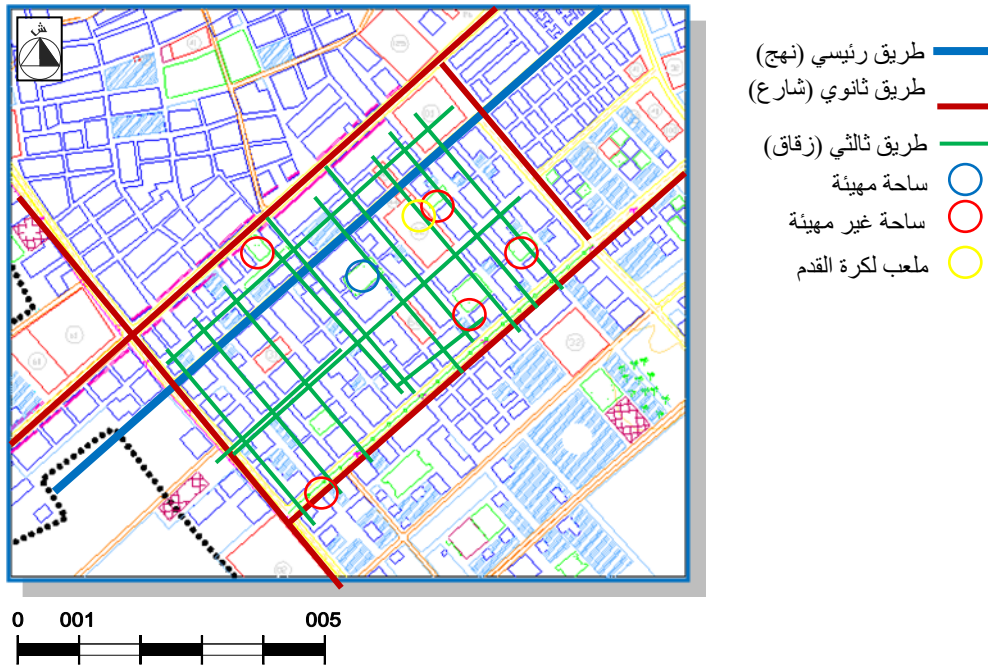 ش
طريق رئيسي (نهج)
طريق ثانوي (شارع)
طريق ثالثي (زقاق)
ساحة مهيئة
ساحة غير مهيئة
ملعب لكرة القدم
22
0 001 005